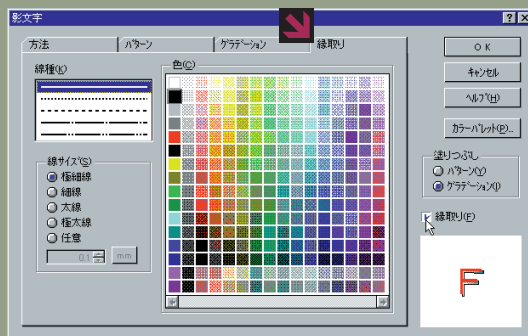 影文字
方法 パターン グラデーション 縁取り
線種(K)
色(C)
線サイズ(S)
極細線
細線
太線
極太線
任意
0.1 mm
OK
キャンセル
ヘルプ(H)
カラーパレット(P)...
塗りつぶし
パターン(Y)
グラデーション(I)
縁取り(F)
F